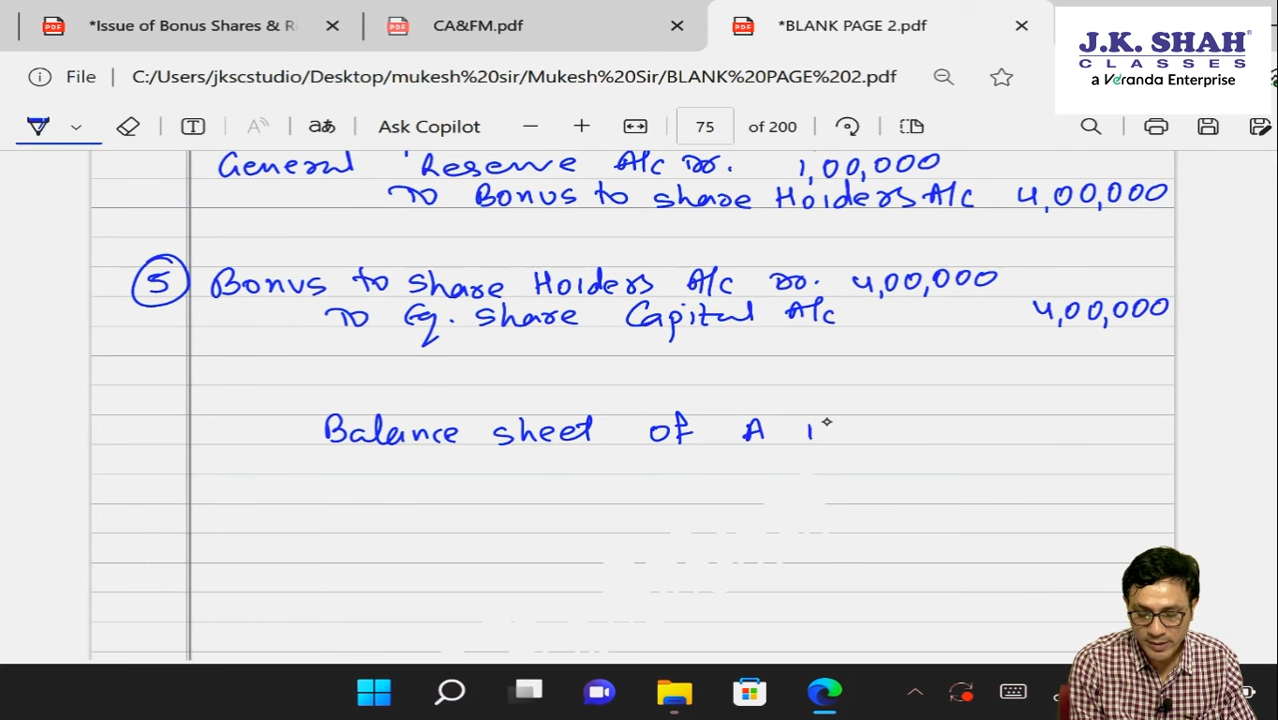 *Issue of Bonus Shares & Ri
CA&FM.pdf
*BLANK PAGE 2.pdf
J.K. SHAH®
CLASSES
a Veranda Enterprise
File C:/Users/jkscstudio/Desktop/mukesh%20sir/Mukesh%20Sir/BLANK%20PAGE%202.pdf
Ask Copilot
75 of 200
General Reserve A/c Dr. 1,00,000
To Bonus to share Holders A/c 4,00,000
5 Bonus to share Holders A/c Dr. 4,00,000
To Eq. share Capital A/c 4,00,000
Balance sheet of A